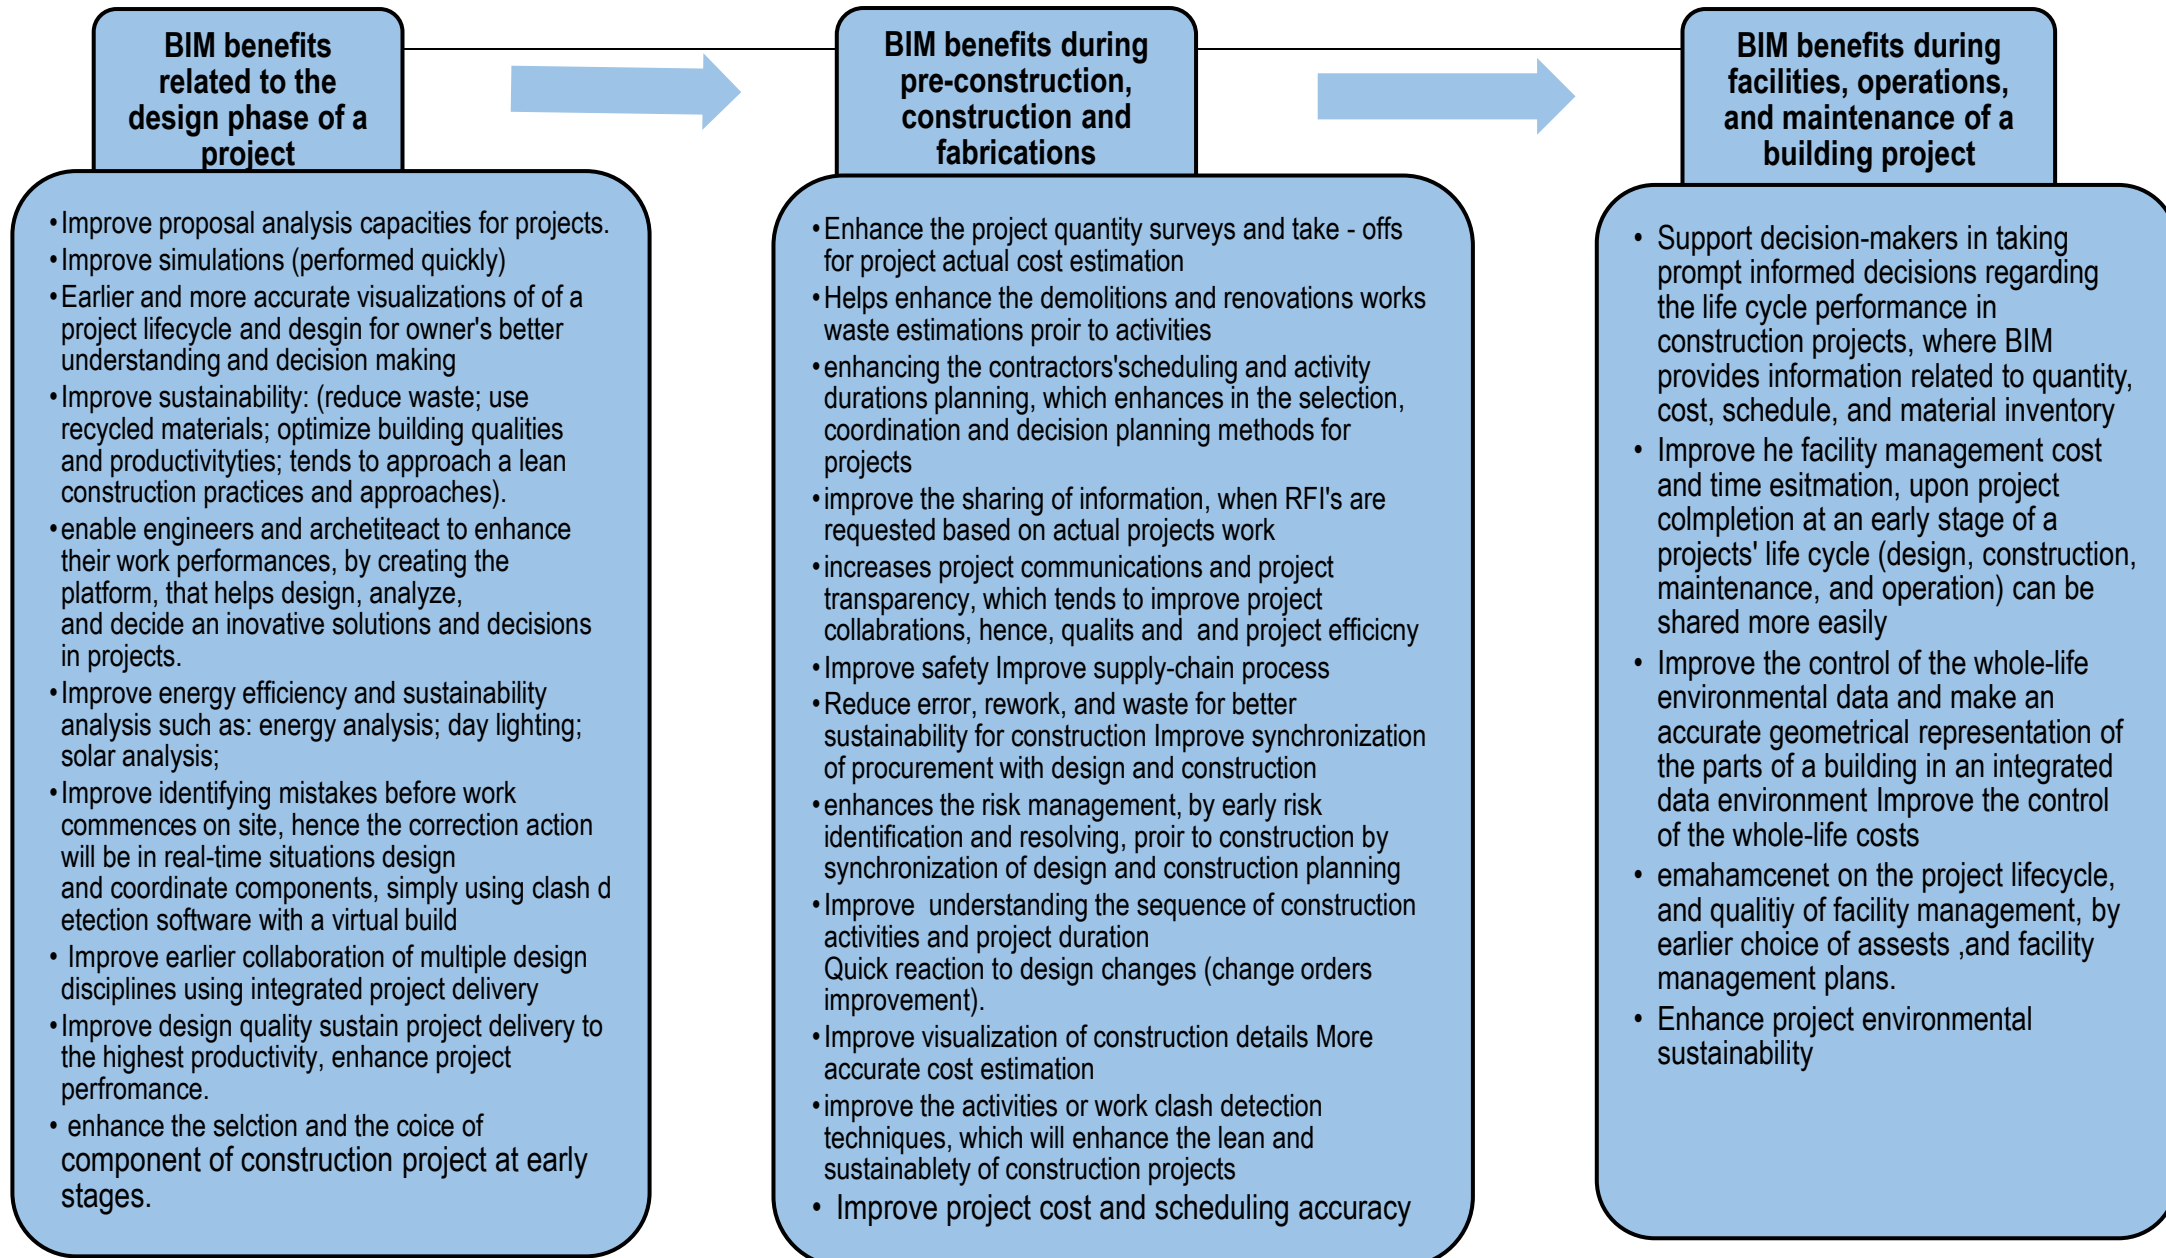 BIM benefits
related to the
design phase of a
project
•Improve proposal analysis capacities for projects.
•Improve simulations (performed quickly)
•Earlier and more accurate visualizations of of a
project lifecycle and desgin for owner's better
understanding and decision making
•Improve sustainability: (reduce waste; use
recycled materials; optimize building qualities
and productivityties; tends to approach a lean
construction practices and approaches).
•enable engineers and archetiteact to enhance
their work performances, by creating the
platform, that helps design, analyze,
and decide an inovative solutions and decisions
in projects.
•Improve energy efficiency and sustainability
analysis such as: energy analysis; day lighting;
solar analysis;
•Improve identifying mistakes before work
commences on site, hence the correction action
will be in real-time situations design
and coordinate components, simply using clash d
etection software with a virtual build
• Improve earlier collaboration of multiple design
disciplines using integrated project delivery
•Improve design quality sustain project delivery to
the highest productivity, enhance project
perfromance.
• enhance the selction and the coice of
component of construction project at early
stages.
BIM benefits during
pre-construction,
construction and
fabrications
•Enhance the project quantity surveys and take - offs
for project actual cost estimation
•Helps enhance the demolitions and renovations works
waste estimations proir to activities
•enhancing the contractors'scheduling and activity
durations planning, which enhances in the selection,
coordination and decision planning methods for
projects
•improve the sharing of information, when RFI's are
requested based on actual projects work
•increases project communications and project
transparency, which tends to improve project
collabrations, hence, qualits and  and project efficicny
•Improve safety Improve supply-chain process
•Reduce error, rework, and waste for better
sustainability for construction Improve synchronization
of procurement with design and construction
•enhances the risk management, by early risk
identification and resolving, proir to construction by
synchronization of design and construction planning
•Improve  understanding the sequence of construction
activities and project duration
Quick reaction to design changes (change orders
improvement).
•Improve visualization of construction details More
accurate cost estimation
•improve the activities or work clash detection
techniques, which will enhance the lean and
sustainablety of construction projects
• Improve project cost and scheduling accuracy
BIM benefits during
facilities, operations,
and maintenance of a
building project
• Support decision-makers in taking
prompt informed decisions regarding
the life cycle performance in
construction projects, where BIM
provides information related to quantity,
cost, schedule, and material inventory
• Improve he facility management cost
and time esitmation, upon project
colmpletion at an early stage of a
projects' life cycle (design, construction,
maintenance, and operation) can be
shared more easily
• Improve the control of the whole-life
environmental data and make an
accurate geometrical representation of
the parts of a building in an integrated
data environment Improve the control
of the whole-life costs
• emahamcenet on the project lifecycle,
and qualitiy of facility management, by
earlier choice of assests ,and facility
management plans.
• Enhance project environmental
sustainability